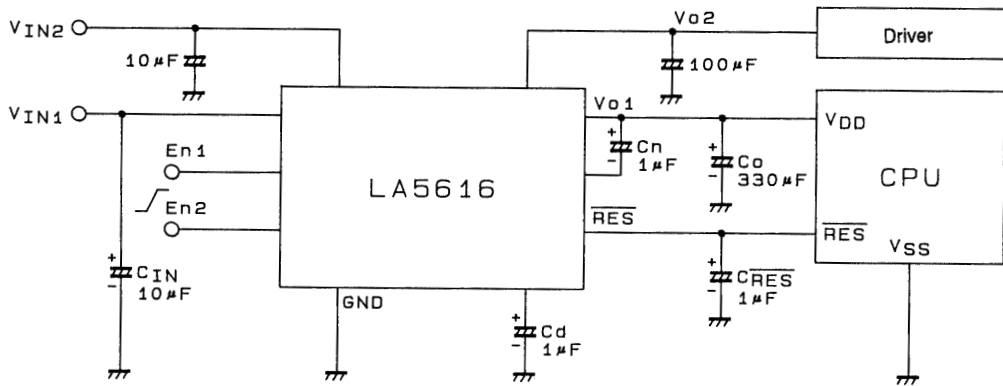 VIN2
10µF
Vo2
100µF
Driver
VIN1
Vo1
VDD
+
-
Cn
1µF
+
-
Co
330µF
En1
En2
LA5616
CPU
RES
RES
VSS
+
-
CIN
10µF
GND
+
-
Cd
1µF
+
-
CRES
1µF